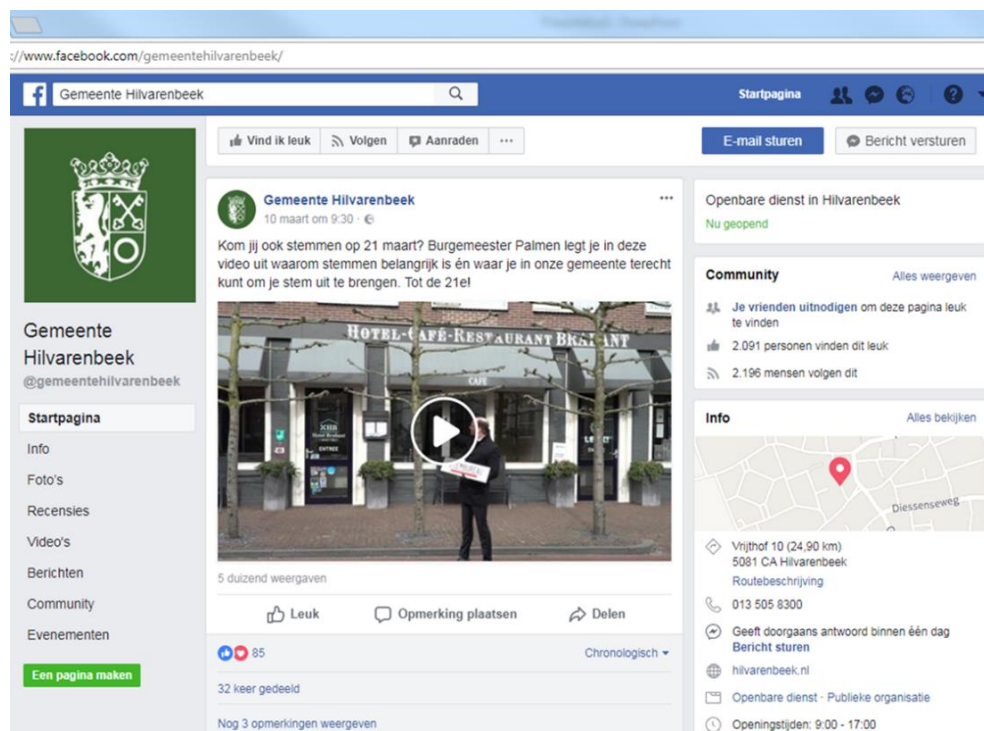 ://www.facebook.com/gemeentehilvarenbeek/
Gemeente Hilvarenbeek
Startpagina
Vind ik leuk
Volgen
Aanraden
E-mail sturen
Bericht versturen
Gemeente
Hilvarenbeek
@gemeentehilvarenbeek
Startpagina
Info
Foto's
Recensies
Video's
Berichten
Community
Evenementen
Een pagina maken
Gemeente Hilvarenbeek
10 maart om 9:30 ·
Kom jij ook stemmen op 21 maart? Burgemeester Palmen legt je in deze
video uit waarom stemmen belangrijk is én waar je in onze gemeente terecht
kunt om je stem uit te brengen. Tot de 21e!
HOTEL-CAFÉ-RESTAURANT BRABANT
CAFE
ENTREE
5 duizend weergaven
Leuk
Opmerking plaatsen
Delen
85
Chronologisch
32 keer gedeeld
Nog 3 opmerkingen weergeven
Openbare dienst in Hilvarenbeek
Nu geopend
Community
Alles weergeven
Je vrienden uitnodigen om deze pagina leuk
te vinden
2.091 personen vinden dit leuk
2.196 mensen volgen dit
Info
Alles bekijken
Diessenseweg
Vrijthof 10 (24,90 km)
5081 CA Hilvarenbeek
Routebeschrijving
013 505 8300
Geeft doorgaans antwoord binnen één dag
Bericht sturen
hilvarenbeek.nl
Openbare dienst · Publieke organisatie
Openingstijden: 9:00 - 17:00